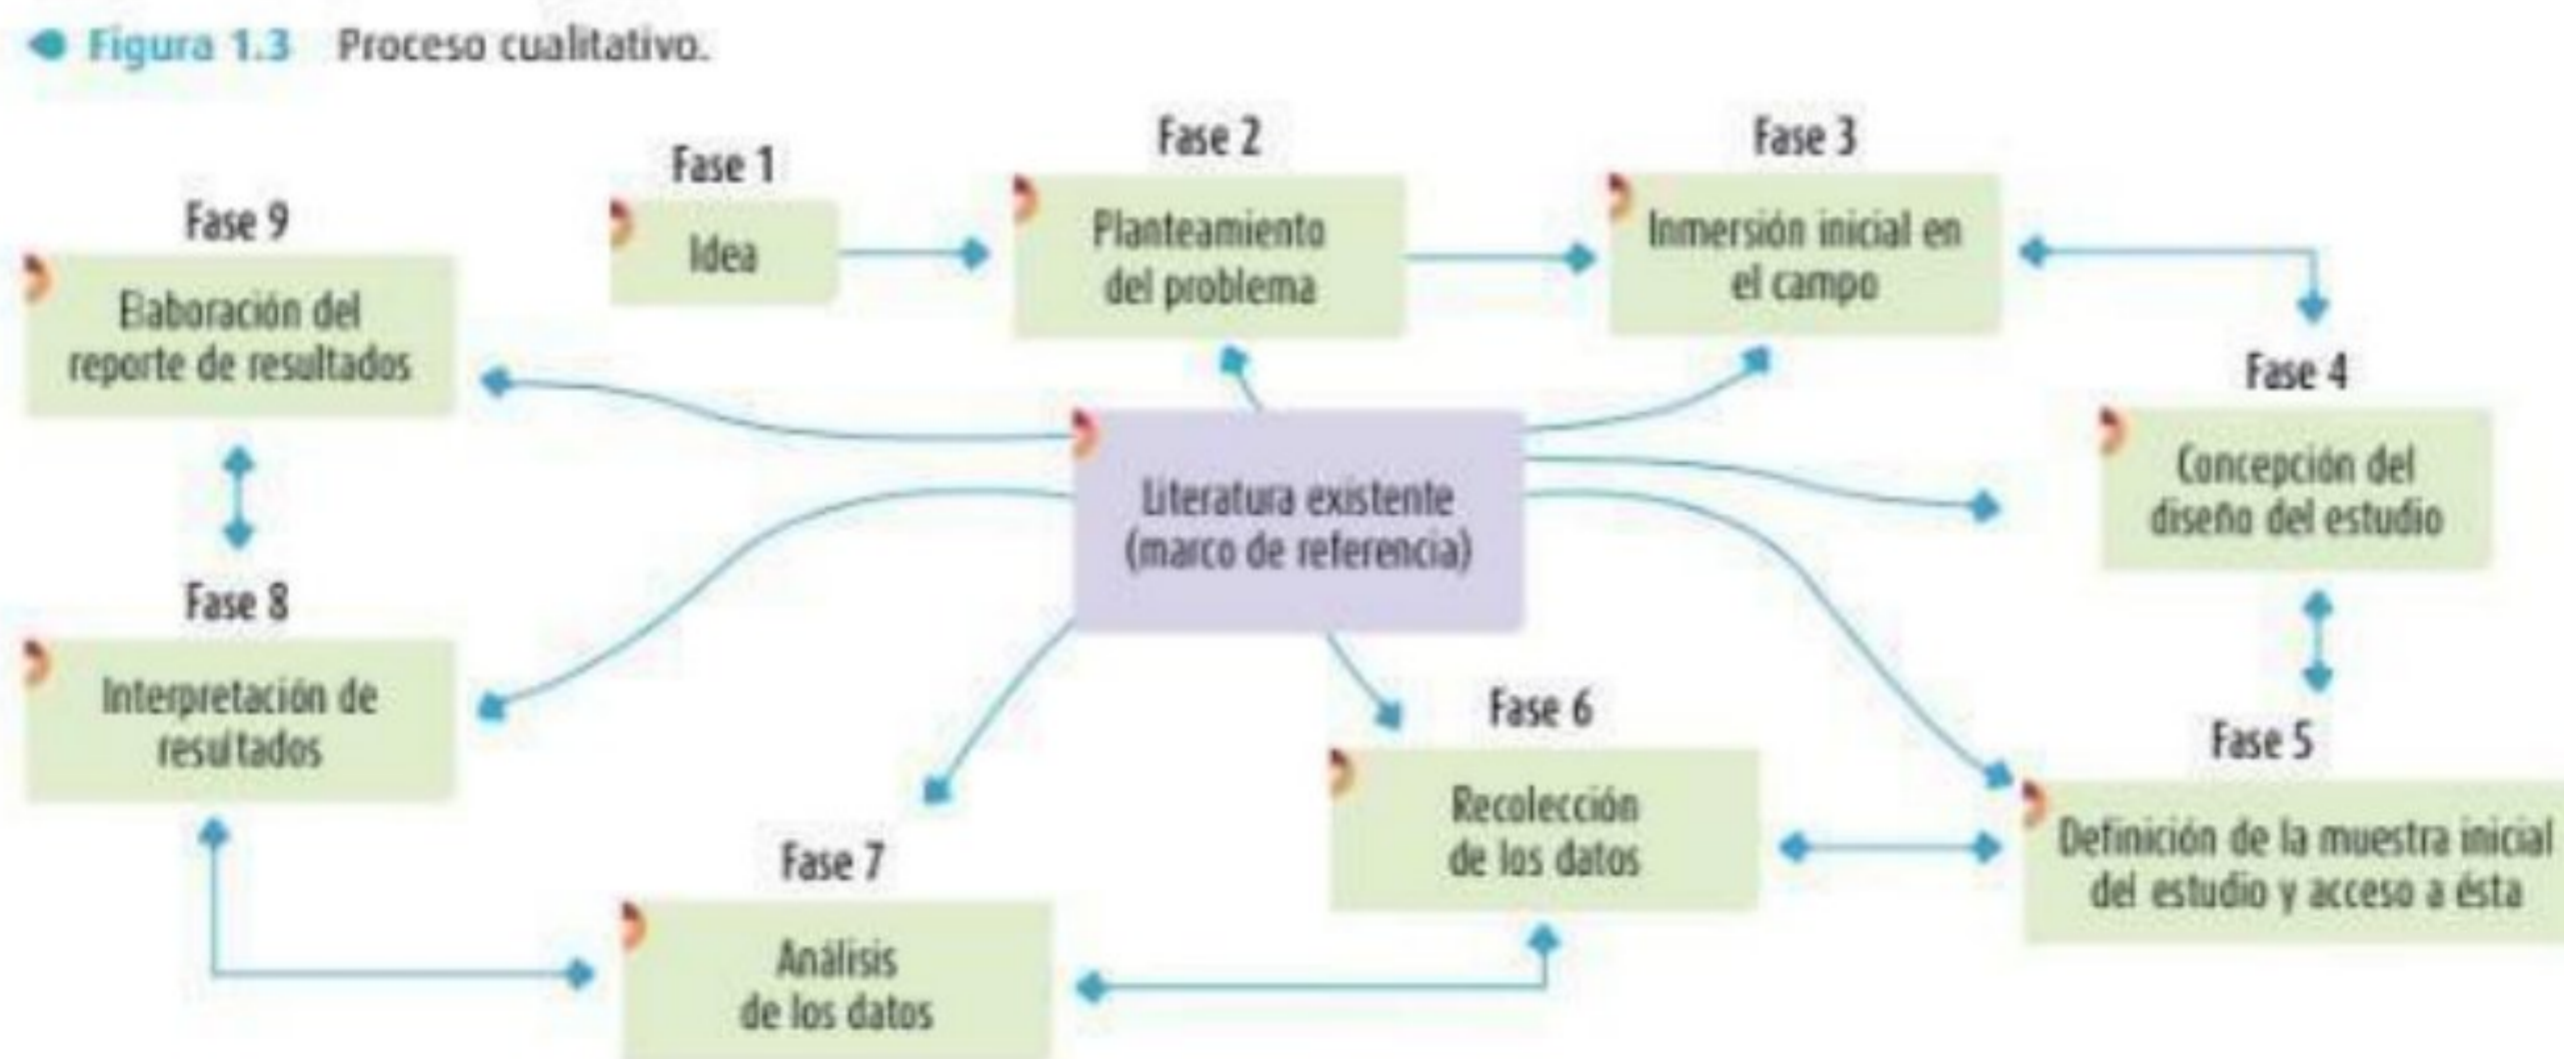 Figura 1.3 Proceso cualitativo.
Fase 1
Idea
Fase 2
Planteamiento
del problema
Fase 3
Inmersión inicial en
el campo
Fase 4
Concepción del
diseño del estudio
Fase 5
Definición de la muestra inicial
del estudio y acceso a ésta
Fase 6
Recolección
de los datos
Fase 7
Análisis
de los datos
Fase 8
Interpretación de
resultados
Fase 9
Elaboración del
reporte de resultados
Literatura existente
(marco de referencia)